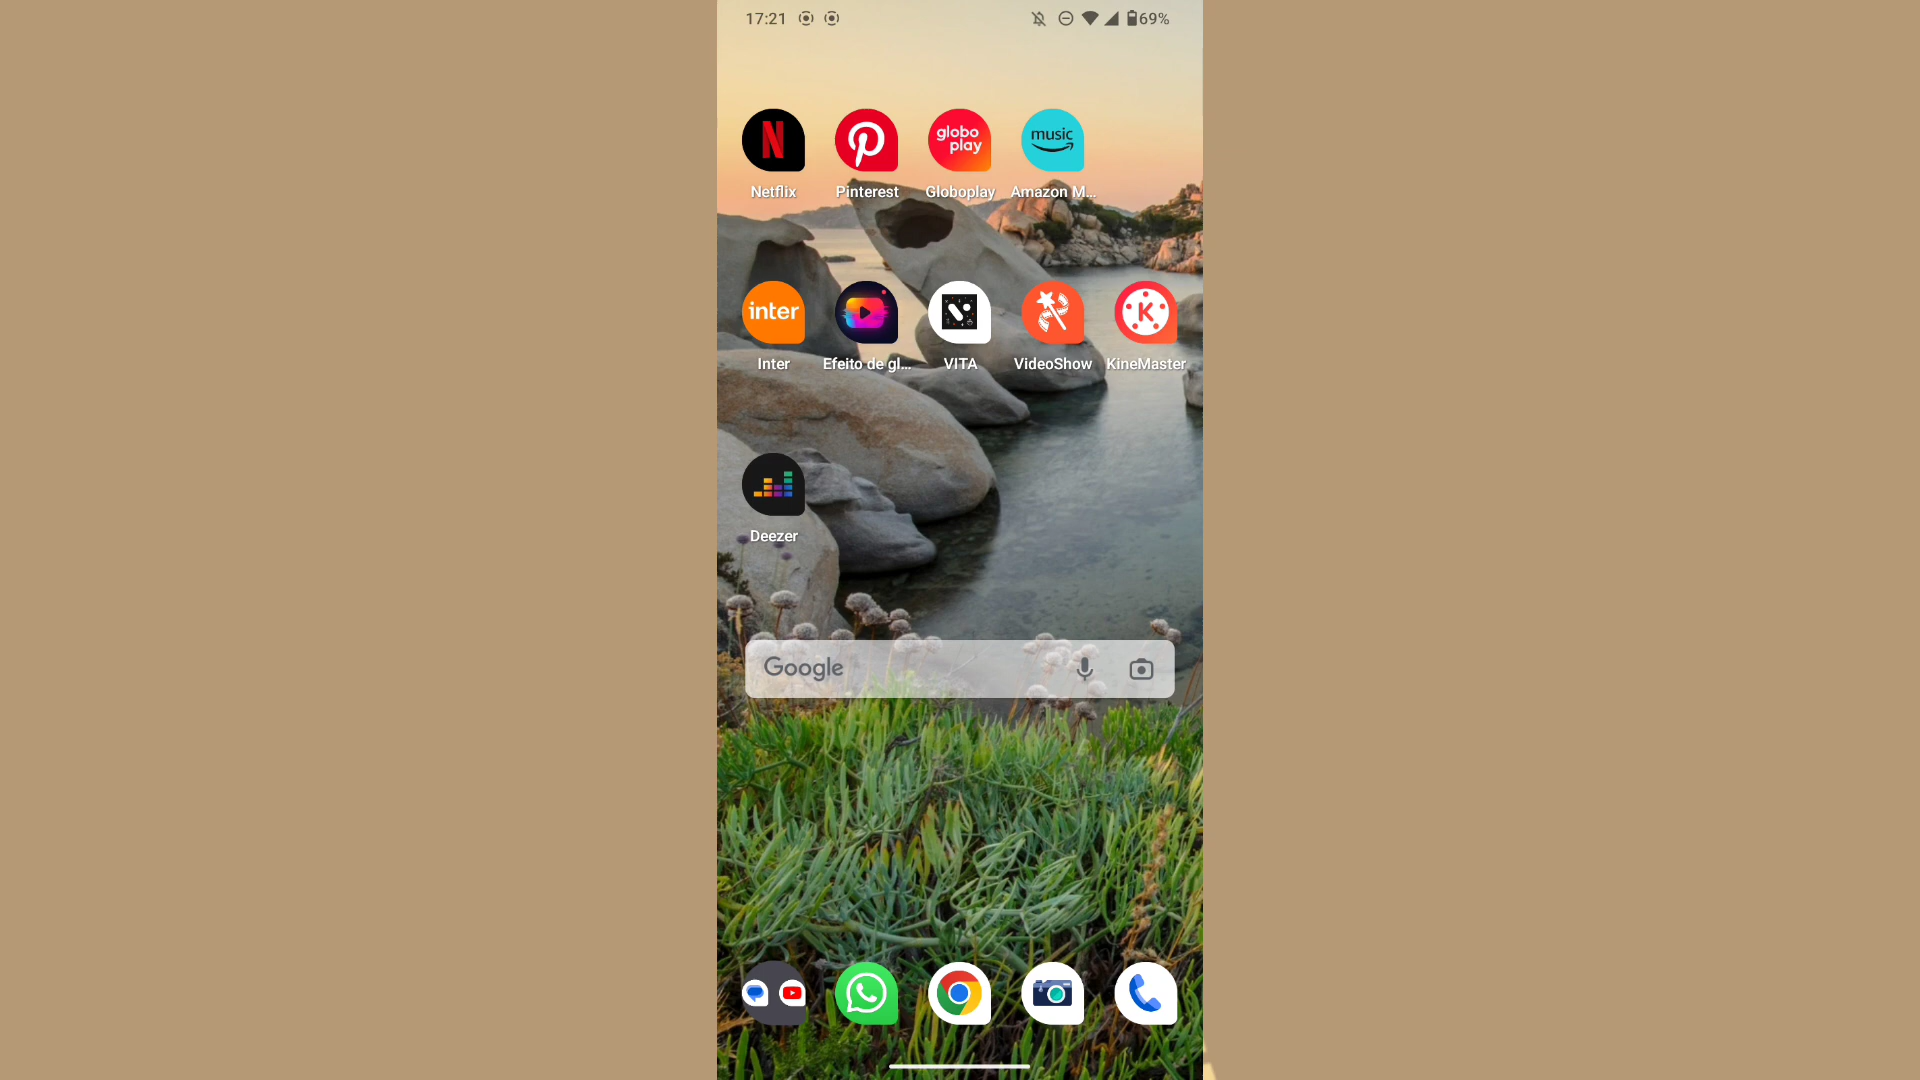 17:21 69%
globo play
music
Netflix Pinterest Globoplay Amazon M...
inter
Inter Efeito de gl... VITA VideoShow KineMaster
Deezer
Google